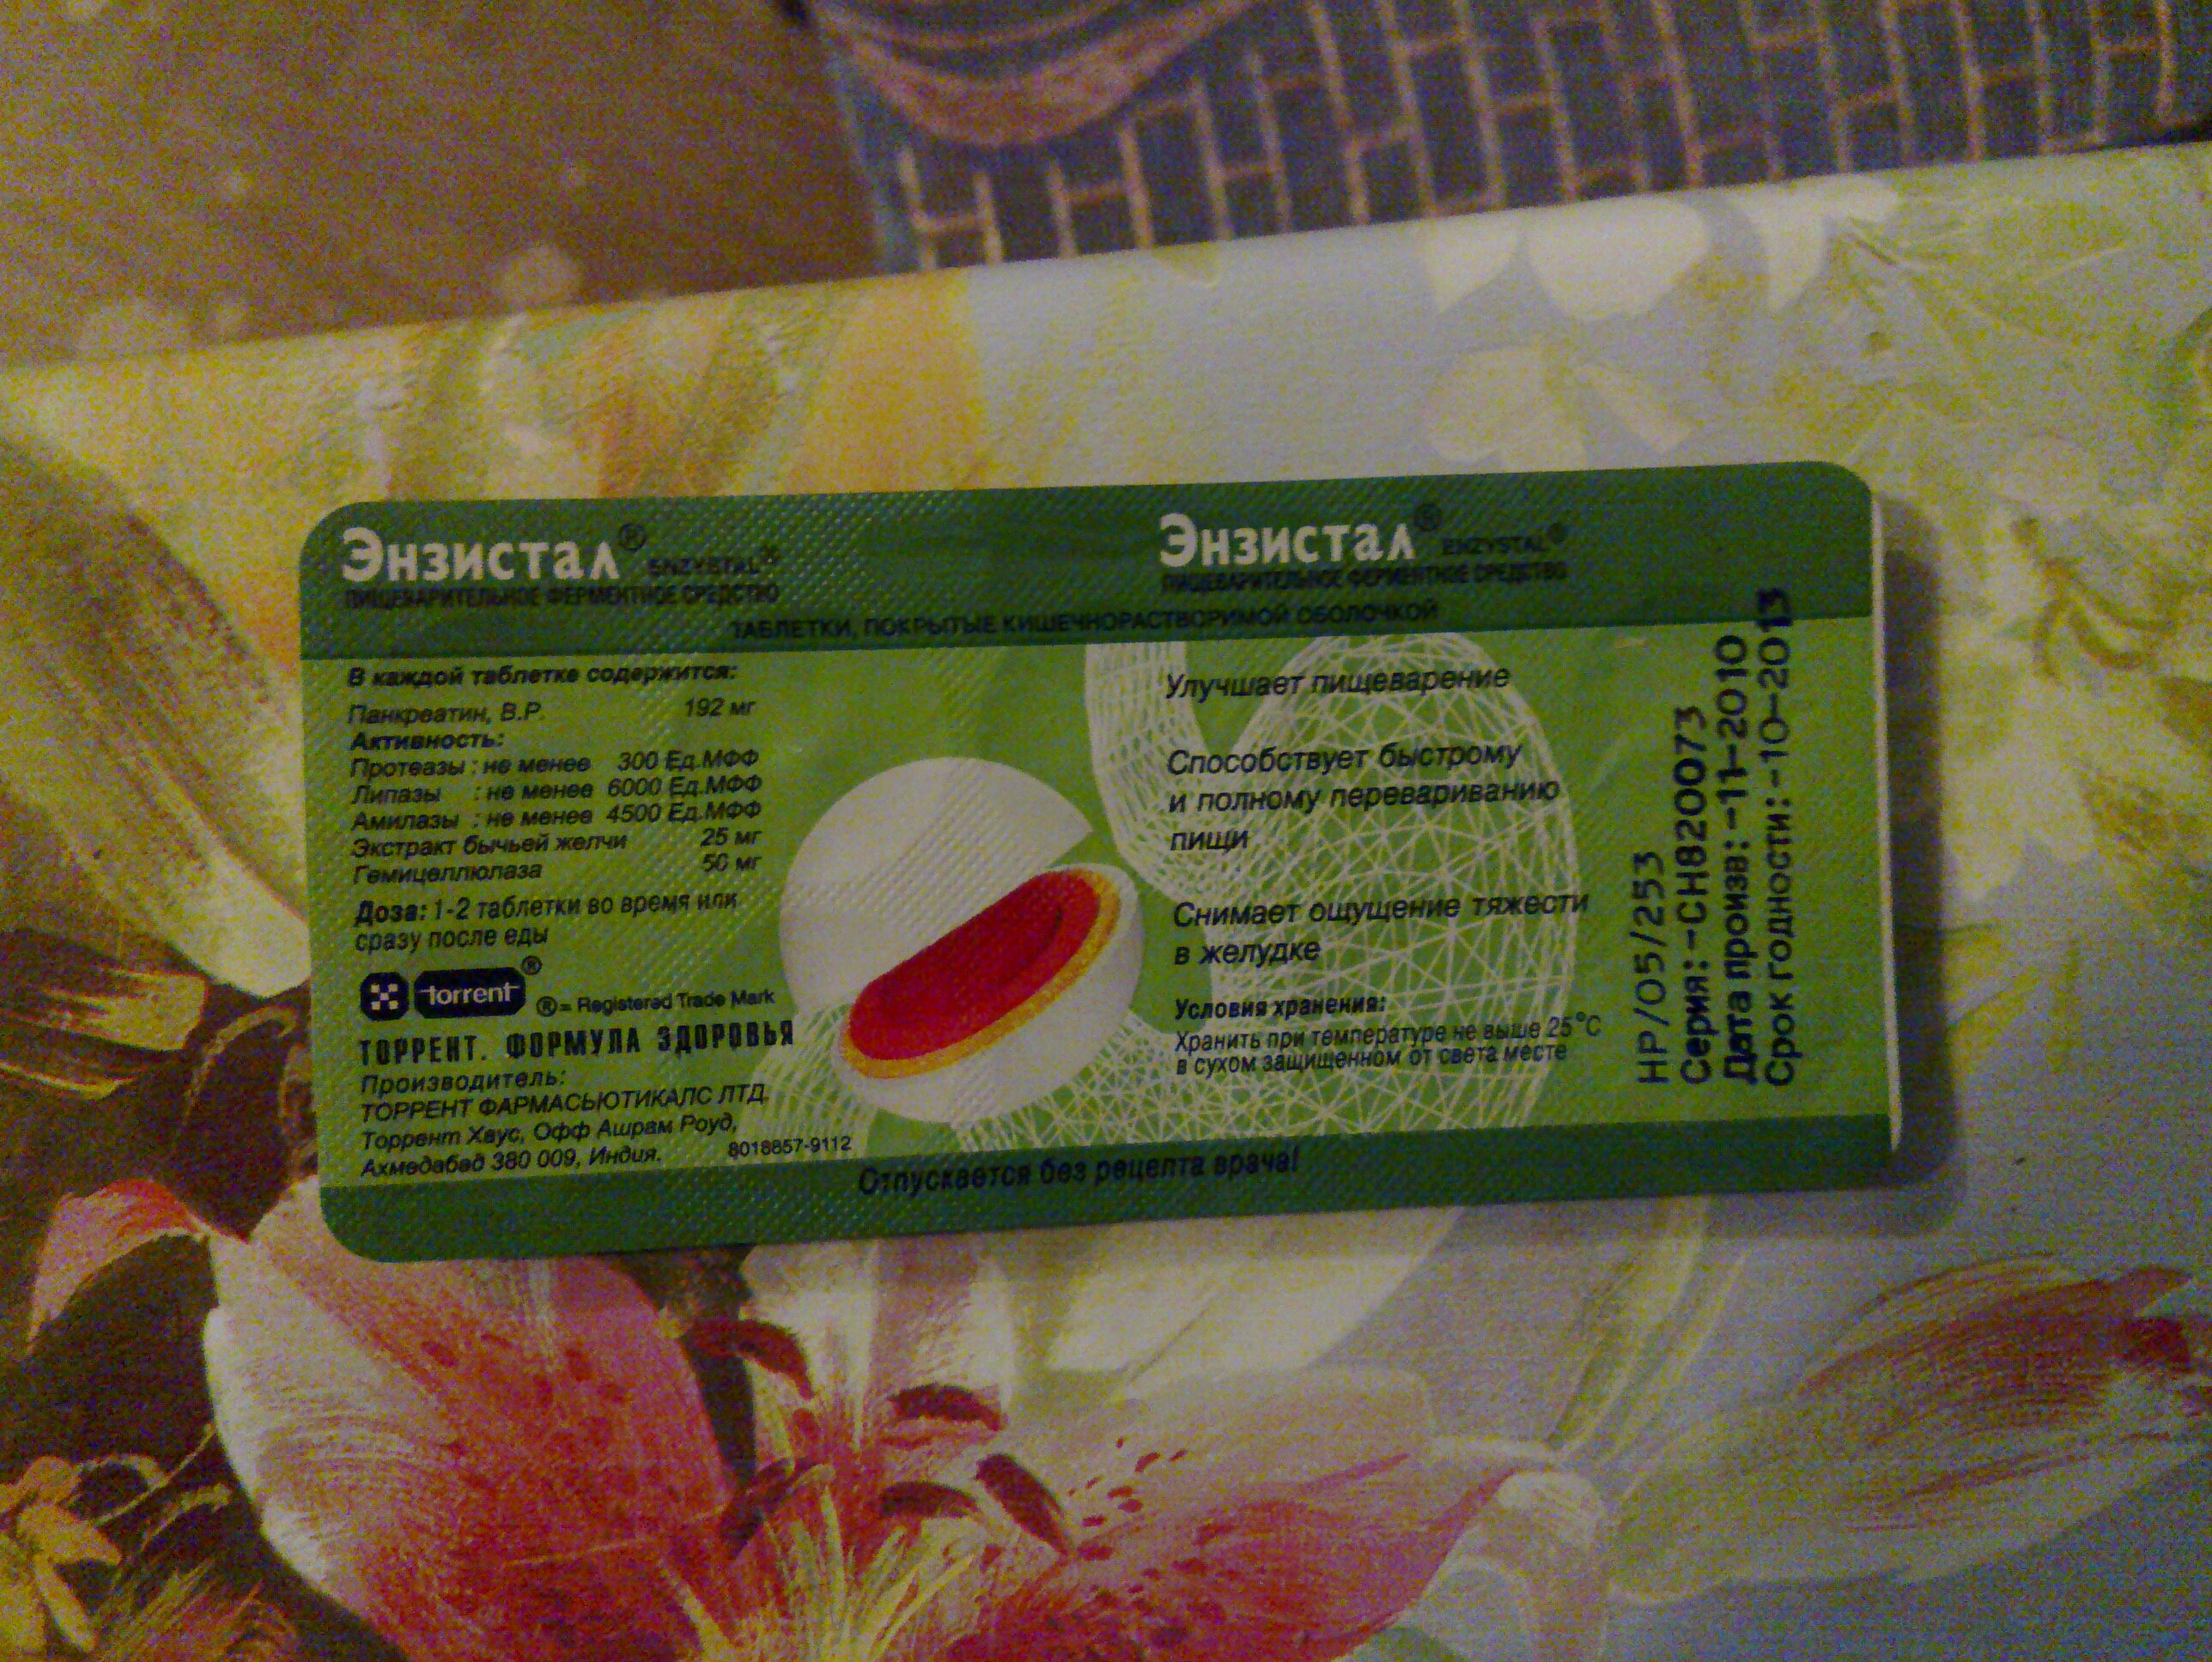 Энзистал® ENZYSTAL®
ПИЩЕВАРИТЕЛЬНОЕ ФЕРМЕНТНОЕ СРЕДСТВО
Энзистал® ENZYSTAL®
ПИЩЕВАРИТЕЛЬНОЕ ФЕРМЕНТНОЕ СРЕДСТВО
ТАБЛЕТКИ, ПОКРЫТЫЕ КИШЕЧНОРАСТВОРИМОЙ ОБОЛОЧКОЙ
В каждой таблетке содержится:
Панкреатин, В.Р. 192 мг
Активность:
Протеазы : не менее 300 Ед.МФФ
Липазы : не менее 6000 Ед.МФФ
Амилазы : не менее 4500 Ед.МФФ
Экстракт бычьей желчи 25 мг
Гемицеллюлаза 50 мг
Доза: 1-2 таблетки во время или
сразу после еды
torrent®
®= Registered Trade Mark
ТОРРЕНТ. ФОРМУЛА ЗДОРОВЬЯ
Производитель:
ТОРРЕНТ ФАРМАСЬЮТИКАЛС ЛТД.
Торрент Хаус, Офф Ашрам Роуд,
Ахмедабад 380 009, Индия.
8018857-9112
Улучшает пищеварение
Способствует быстрому
и полному перевариванию
пищи
Снимает ощущение тяжести
в желудке
Условия хранения:
Хранить при температуре не выше 25°С
в сухом защищенном от света месте
Отпускается без рецепта врача!
НР/05/253
Серия:-CH820073
Дата произв:-11-2010
Срок годности:-10-2013